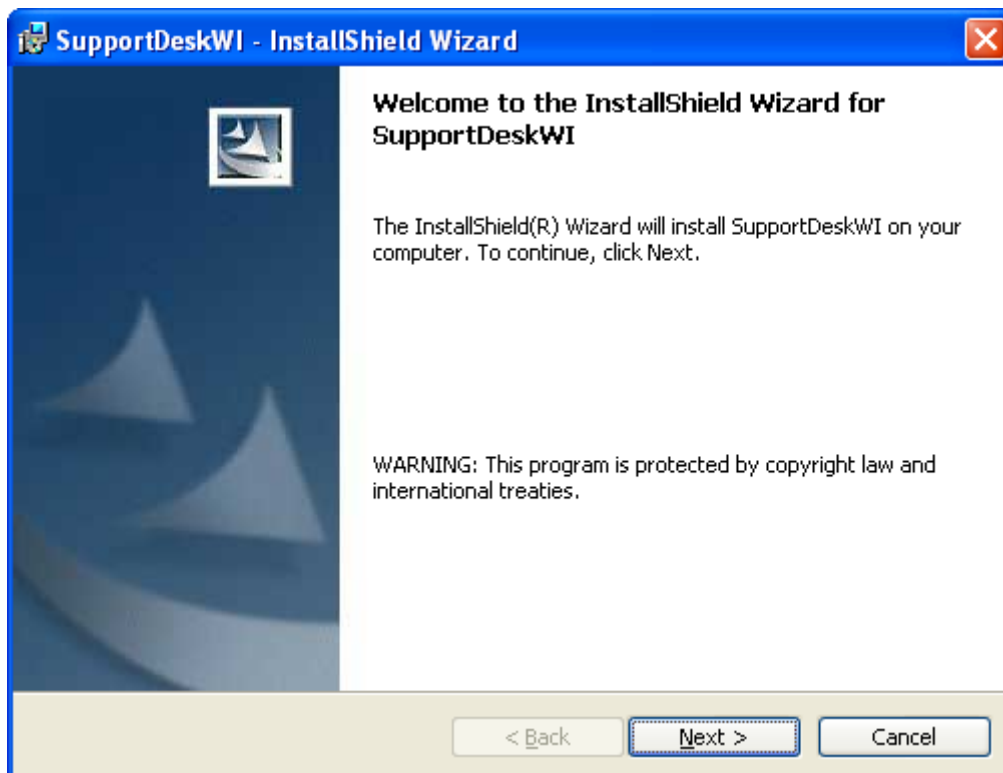 SupportDeskWI - InstallShield Wizard
Welcome to the InstallShield Wizard for
SupportDeskWI
The InstallShield(R) Wizard will install SupportDeskWI on your
computer. To continue, click Next.
WARNING: This program is protected by copyright law and
international treaties.
< Back
Next >
Cancel